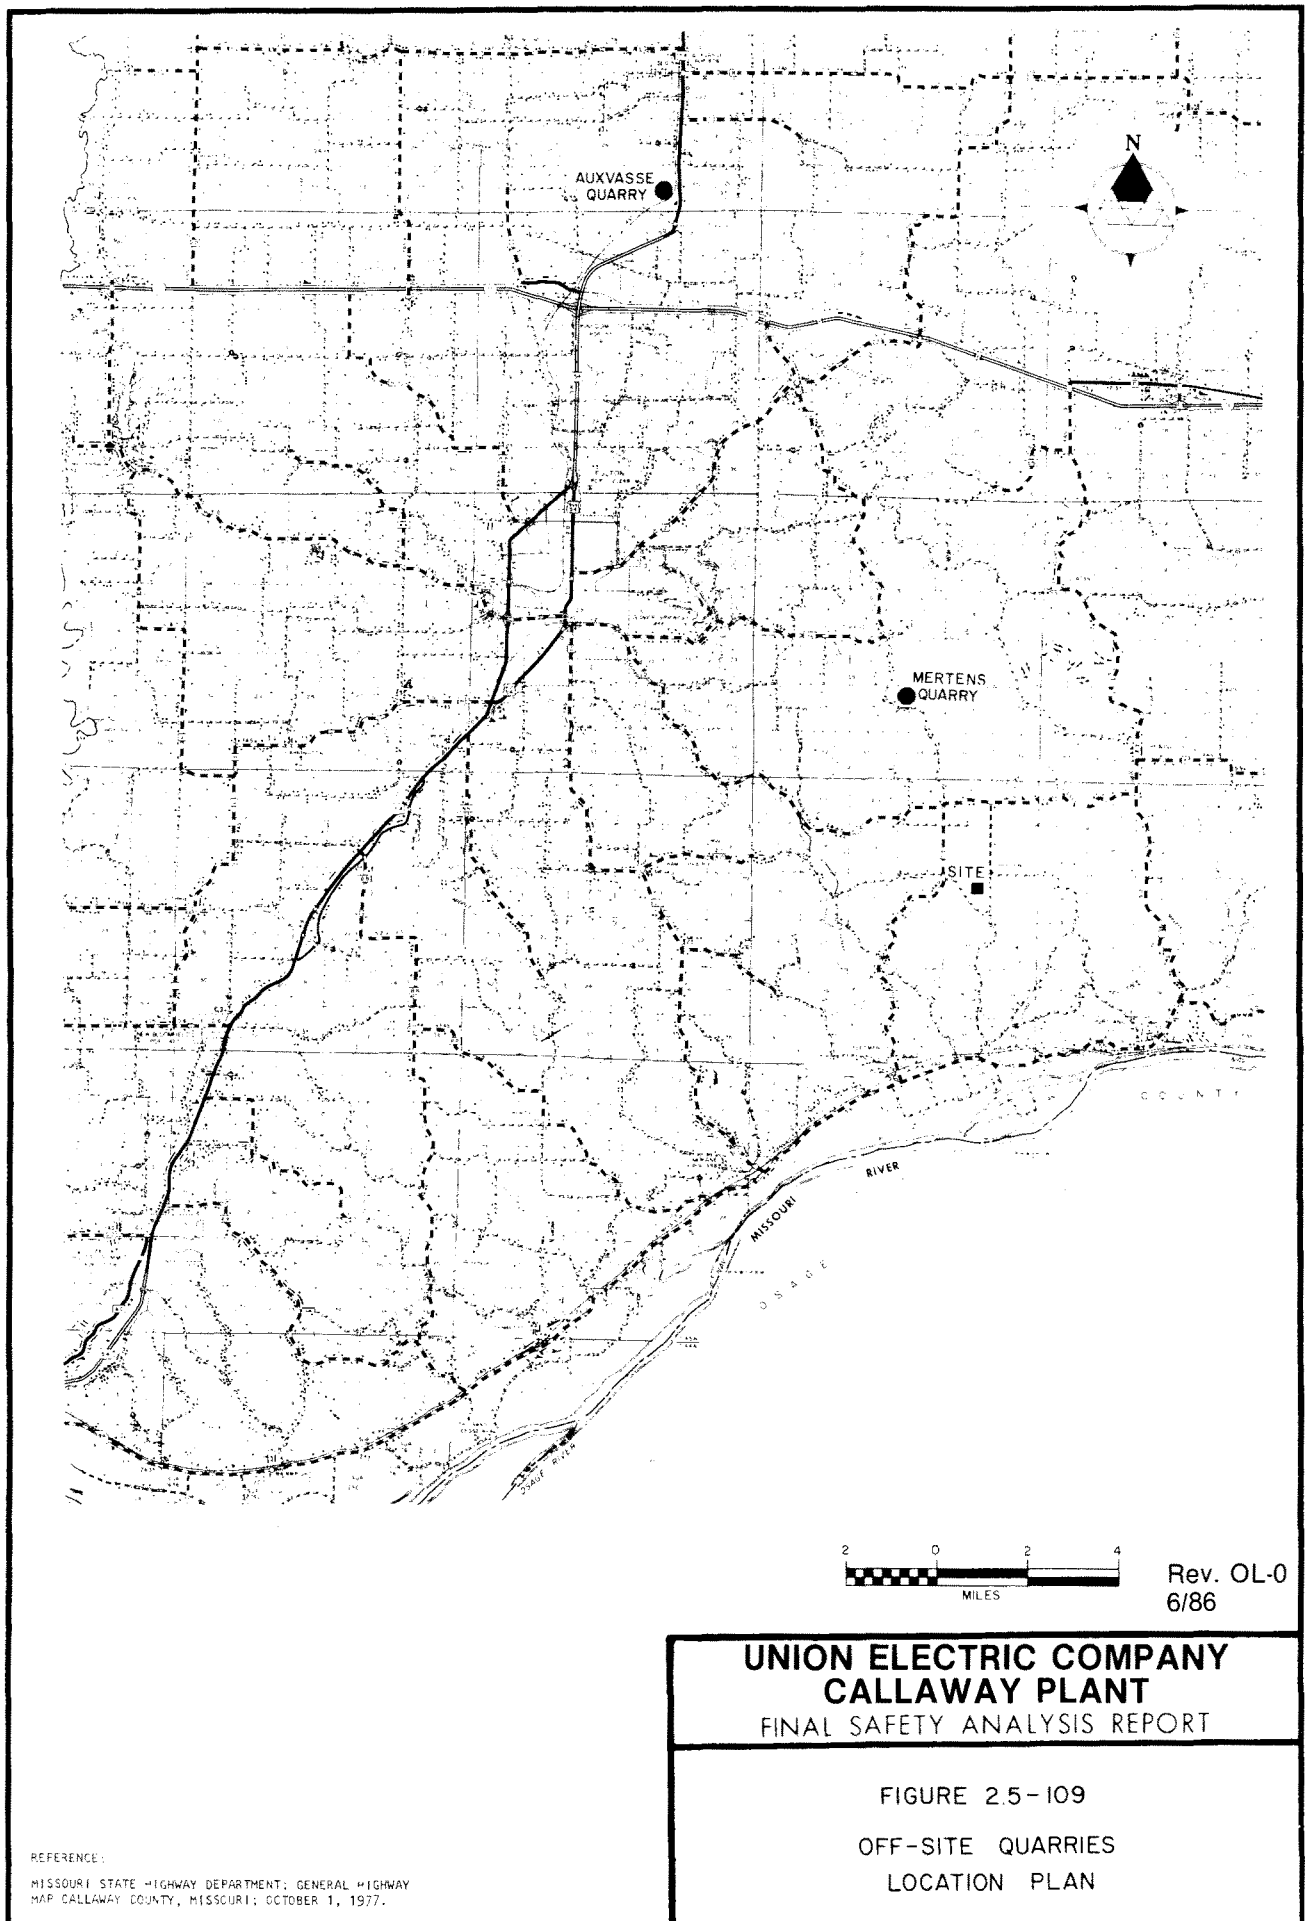 N
AUXVASSE
QUARRY
MERTENS
QUARRY
SITE
COUNTY
RIVER
MISSOURI
OSAGE
OSAGE RIVER
2 0 2 4
MILES
Rev. OL-0
6/86
UNION ELECTRIC COMPANY
CALLAWAY PLANT
FINAL SAFETY ANALYSIS REPORT
FIGURE 2.5-109
OFF-SITE QUARRIES
LOCATION PLAN
REFERENCE:
MISSOURI STATE HIGHWAY DEPARTMENT; GENERAL HIGHWAY
MAP CALLAWAY COUNTY, MISSOURI; OCTOBER 1, 1977.